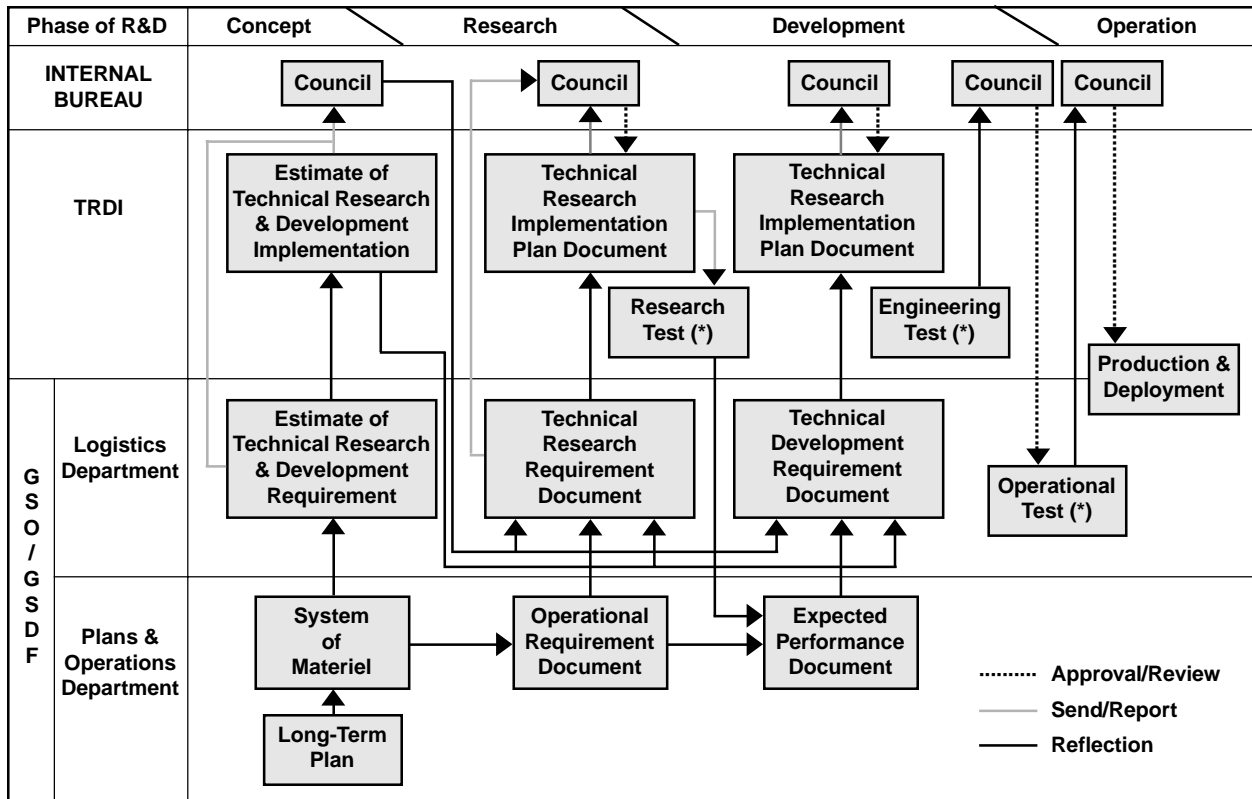 Phase of R&D
Concept
Research
Development
Operation
INTERNAL
BUREAU
Council
Council
Council
Council
Council
TRDI
Estimate of
Technical Research
& Development
Implementation
Technical
Research
Implementation
Plan Document
Technical
Research
Implementation
Plan Document
Research
Test (*)
Engineering
Test (*)
Production &
Deployment
G
S
O
/
G
S
D
F
Logistics
Department
Estimate of
Technical Research
& Development
Requirement
Technical
Research
Requirement
Document
Technical
Development
Requirement
Document
Operational
Test (*)
Plans &
Operations
Department
System
of
Materiel
Operational
Requirement
Document
Expected
Performance
Document
Long-Term
Plan
Approval/Review
Send/Report
Reflection